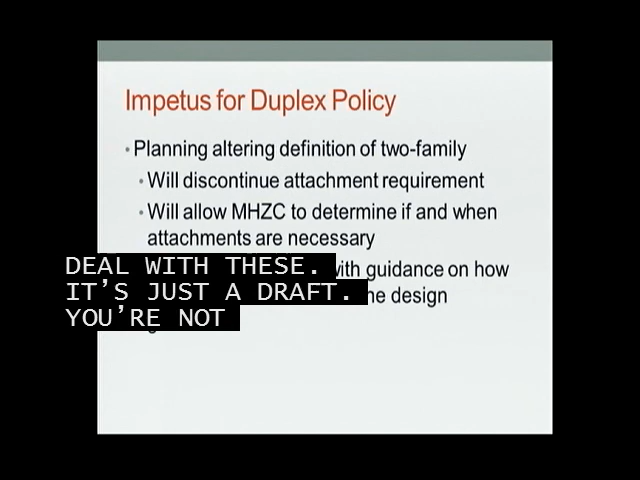 Impetus for Duplex Policy
• Planning altering definition of two-family
• Will discontinue attachment requirement
• Will allow MHZC to determine if and when
attachments are necessary
with guidance on how
design
DEAL WITH THESE.
IT'S JUST A DRAFT.
YOU'RE NOT